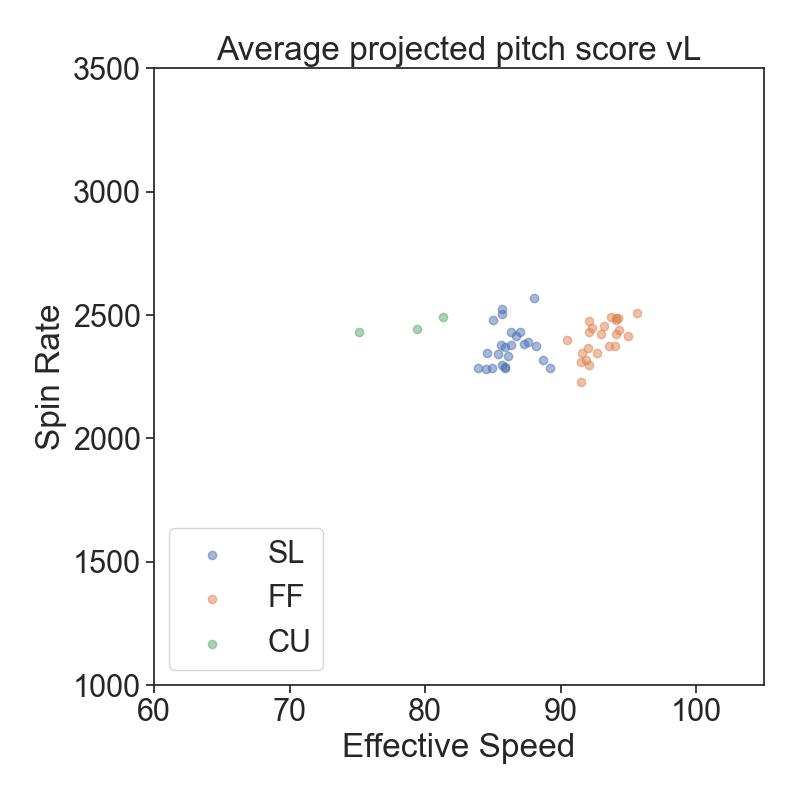 Average projected pitch score vL
3500
3000
2500
2000
1500
1000
Spin Rate
SL
FF
CU
60 70 80 90 100
Effective Speed